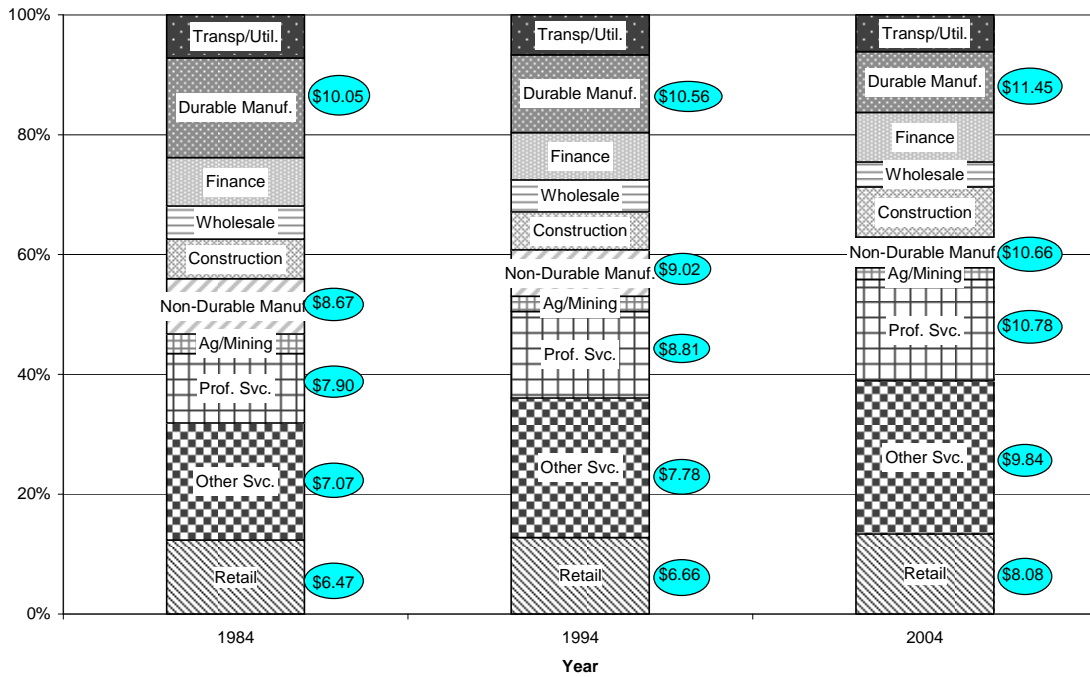 100%
80%
60%
40%
20%
0%
Transp/Util.
Durable Manuf.
$10.05
Finance
Wholesale
Construction
Non-Durable Manuf
$8.67
Ag/Mining
Prof. Svc.
$7.90
Other Svc.
$7.07
Retail
$6.47
Transp/Util.
Durable Manuf.
$10.56
Finance
Wholesale
Construction
Non-Durable Manuf.
$9.02
Ag/Mining
Prof. Svc.
$8.81
Other Svc.
$7.78
Retail
$6.66
Transp/Util.
Durable Manuf.
$11.45
Finance
Wholesale
Construction
Non-Durable Manuf.
$10.66
Ag/Mining
Prof. Svc.
$10.78
Other Svc.
$9.84
Retail
$8.08
1984
1994
2004
Year